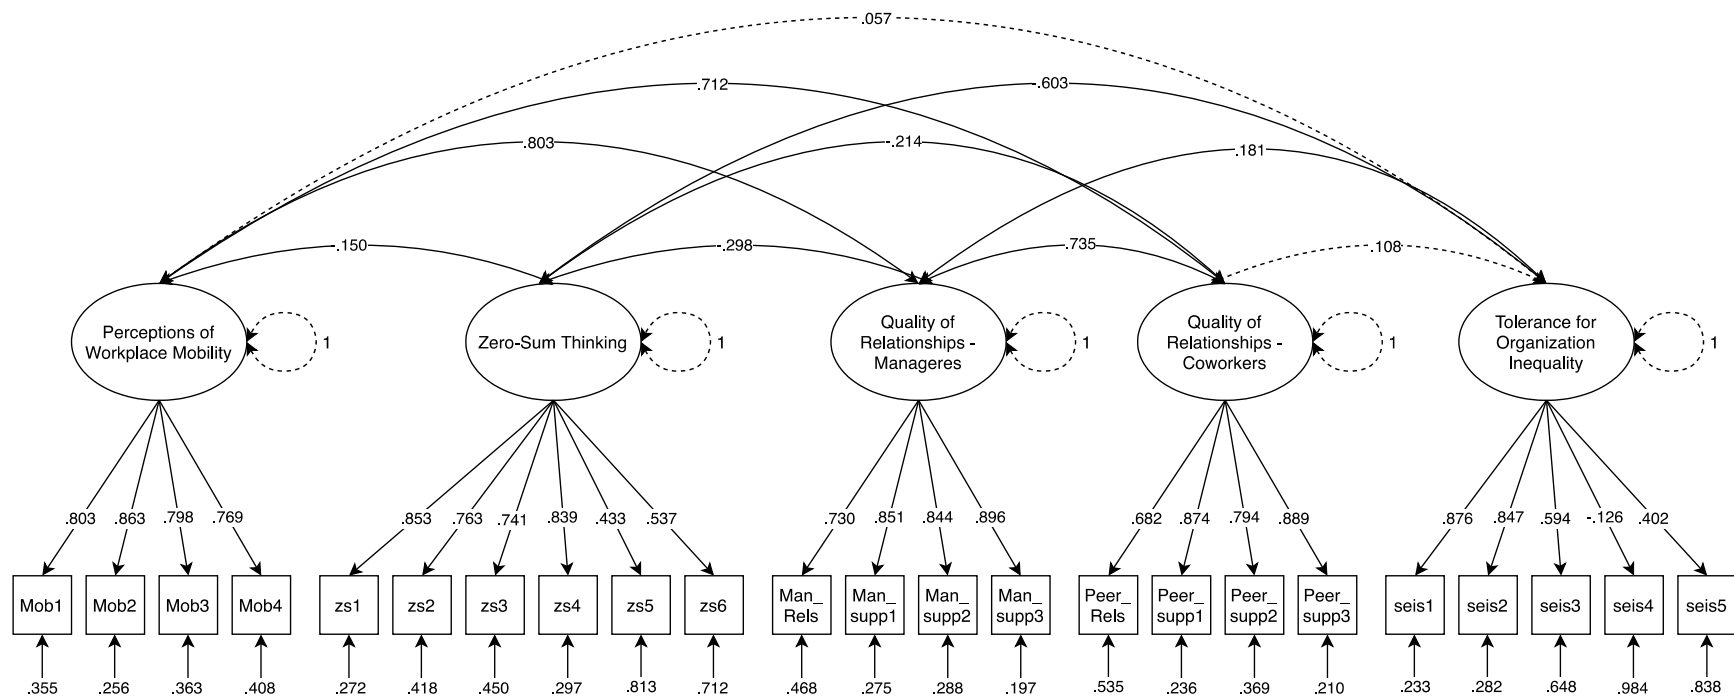 .057
.712
-.603
.803
-.214
.181
-.150
-.298
.735
.108
Perceptions of
Workplace Mobility
1
Zero-Sum Thinking
1
Quality of
Relationships -
Manageres
1
Quality of
Relationships -
Coworkers
1
Tolerance for
Organization
Inequality
1
.803 .863 .798 .769
.853 .763 .741 .839 .433 .537
.730 .851 .844 .896
.682 .874 .794 .889
.876 .847 .594 -.126 .402
Mob1 Mob2 Mob3 Mob4
zs1 zs2 zs3 zs4 zs5 zs6
Man_
Rels
Man_
supp1
Man_
supp2
Man_
supp3
Peer_
Rels
Peer_
supp1
Peer_
supp2
Peer_
supp3
seis1 seis2 seis3 seis4 seis5
.355 .256 .363 .408
.272 .418 .450 .297 .813 .712
.468 .275 .288 .197
.535 .236 .369 .210
.233 .282 .648 .984 .838